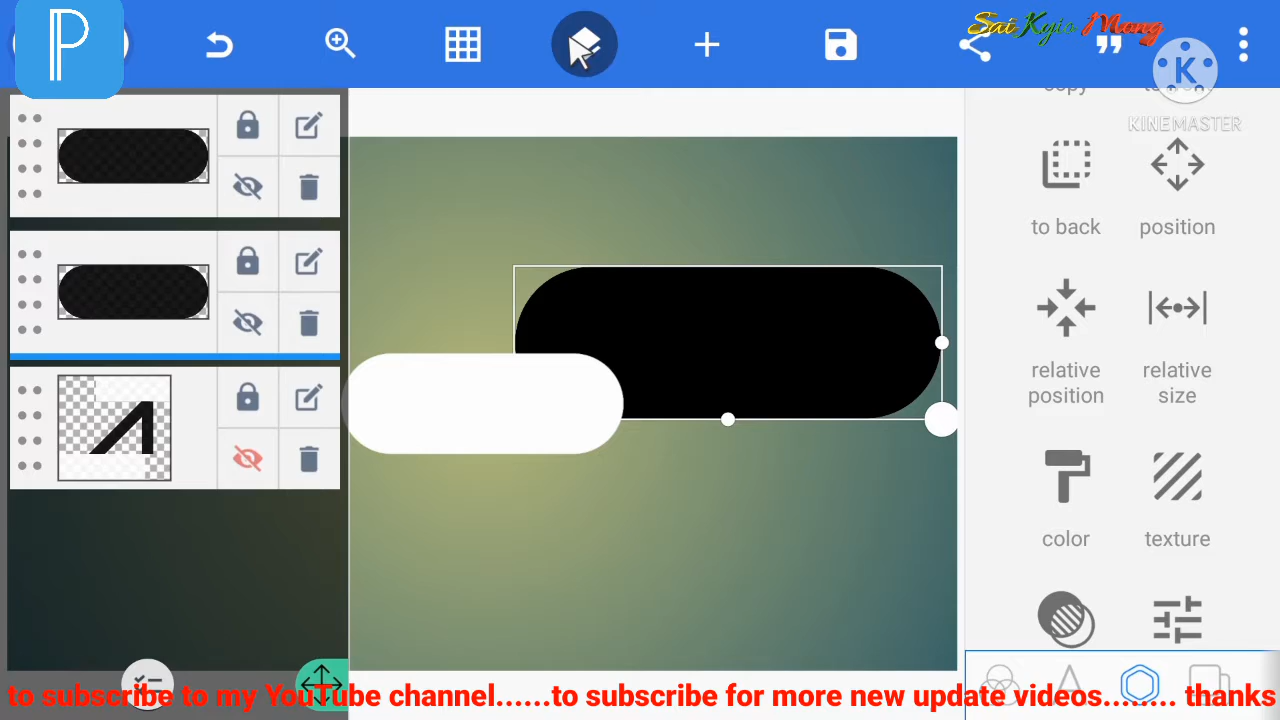 Sai Kyio Mong
K
KINEMASTER
to back
position
relative position
relative size
color
texture
to subscribe to my YouTube channel......to subscribe for more new update videos........ thanks